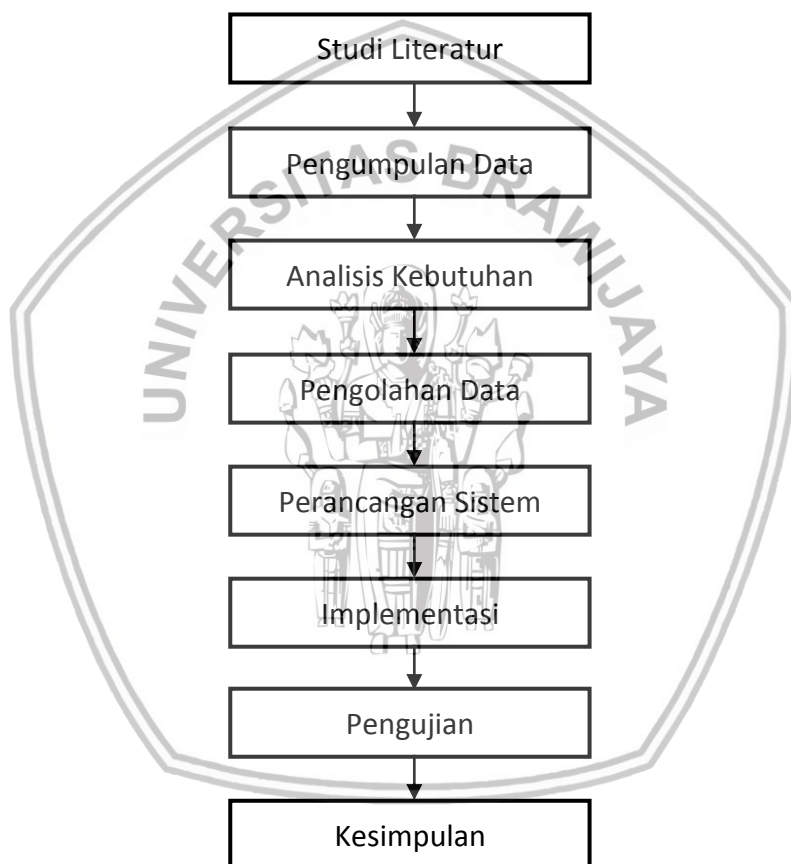 Studi Literatur
Pengumpulan Data
UNIVERSITAS BRAWIJAYA
Analisis Kebutuhan
Pengolahan Data
Perancangan Sistem
Implementasi
Pengujian
Kesimpulan